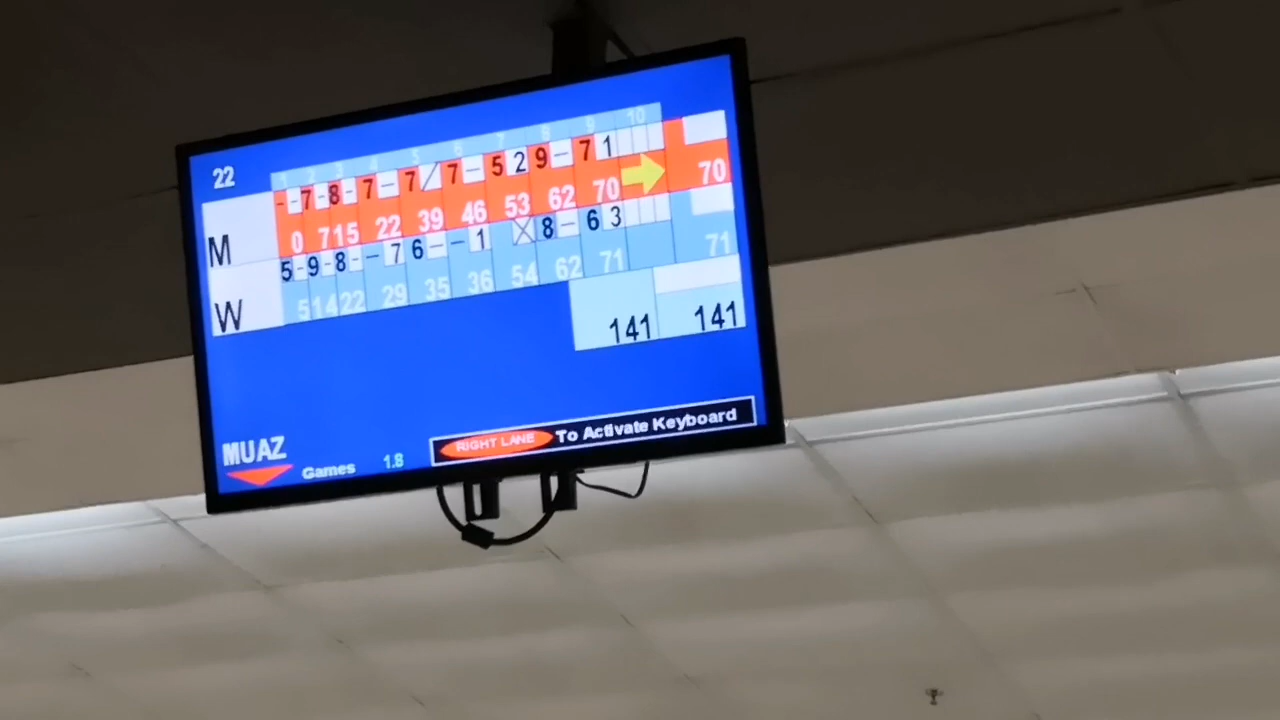 22
1 2 3 4 5 6 7 8 9 10
- - 7 - 8 - 7 - 7 / 7 - 5 2 9 - 7 1
M 0 7 15 22 39 46 53 62 70 70
5 - 9 - 8 - - 7 6 - - 1 X 8 - 6 3
W 5 14 22 29 35 36 54 62 71 71
141 141
MUAZ
Games 1.8
RIGHT LANE To Activate Keyboard